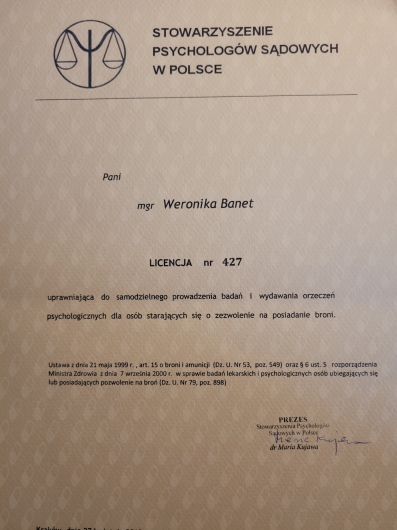 STOWARZYSZENIE
PSYCHOLOGÓW SĄDOWYCH
W POLSCE
Pani
mgr Weronika Banet
LICENCJA nr 427
uprawniająca do samodzielnego prowadzenia badań i wydawania orzeczeń
psychologicznych dla osób starających się o zezwolenie na posiadanie broni.
Ustawa z dnia 21 maja 1999 r., art. 15 o broni i amunicji (Dz. U. Nr 53, poz. 549) oraz § 6 ust. 5 rozporządzenia
Ministra Zdrowia z dnia 7 września 2000 r. w sprawie badań lekarskich i psychologicznych osób ubiegających się
lub posiadających pozwolenie na broń (Dz. U. Nr 79, poz. 898)
PREZES
Stowarzyszenia Psychologów
Sądowych w Polsce
dr Maria Kujawa